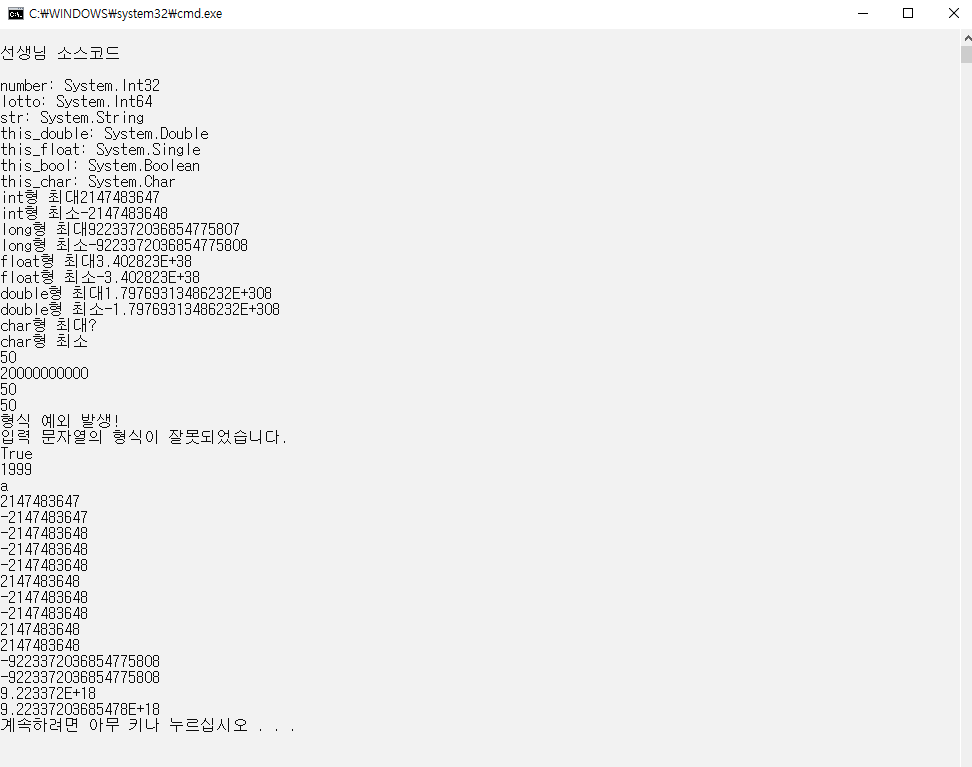 C:\WINDOWS\system32\cmd.exe
선생님 소스코드
number: System.Int32
lotto: System.Int64
str: System.String
this_double: System.Double
this_float: System.Single
this_bool: System.Boolean
this_char: System.Char
int형 최대2147483647
int형 최소-2147483648
long형 최대9223372036854775807
long형 최소-9223372036854775808
float형 최대3.402823E+38
float형 최소-3.402823E+38
double형 최대1.79769313486232E+308
double형 최소-1.79769313486232E+308
char형 최대?
char형 최소
50
20000000000
50
50
형식 예외 발생!
입력 문자열의 형식이 잘못되었습니다.
True
1999
a
2147483647
-2147483647
-2147483648
-2147483648
-2147483648
2147483648
-2147483648
-2147483648
2147483648
2147483648
-9223372036854775808
-9223372036854775808
9.223372E+18
9.22337203685478E+18
계속하려면 아무 키나 누르십시오 . . .